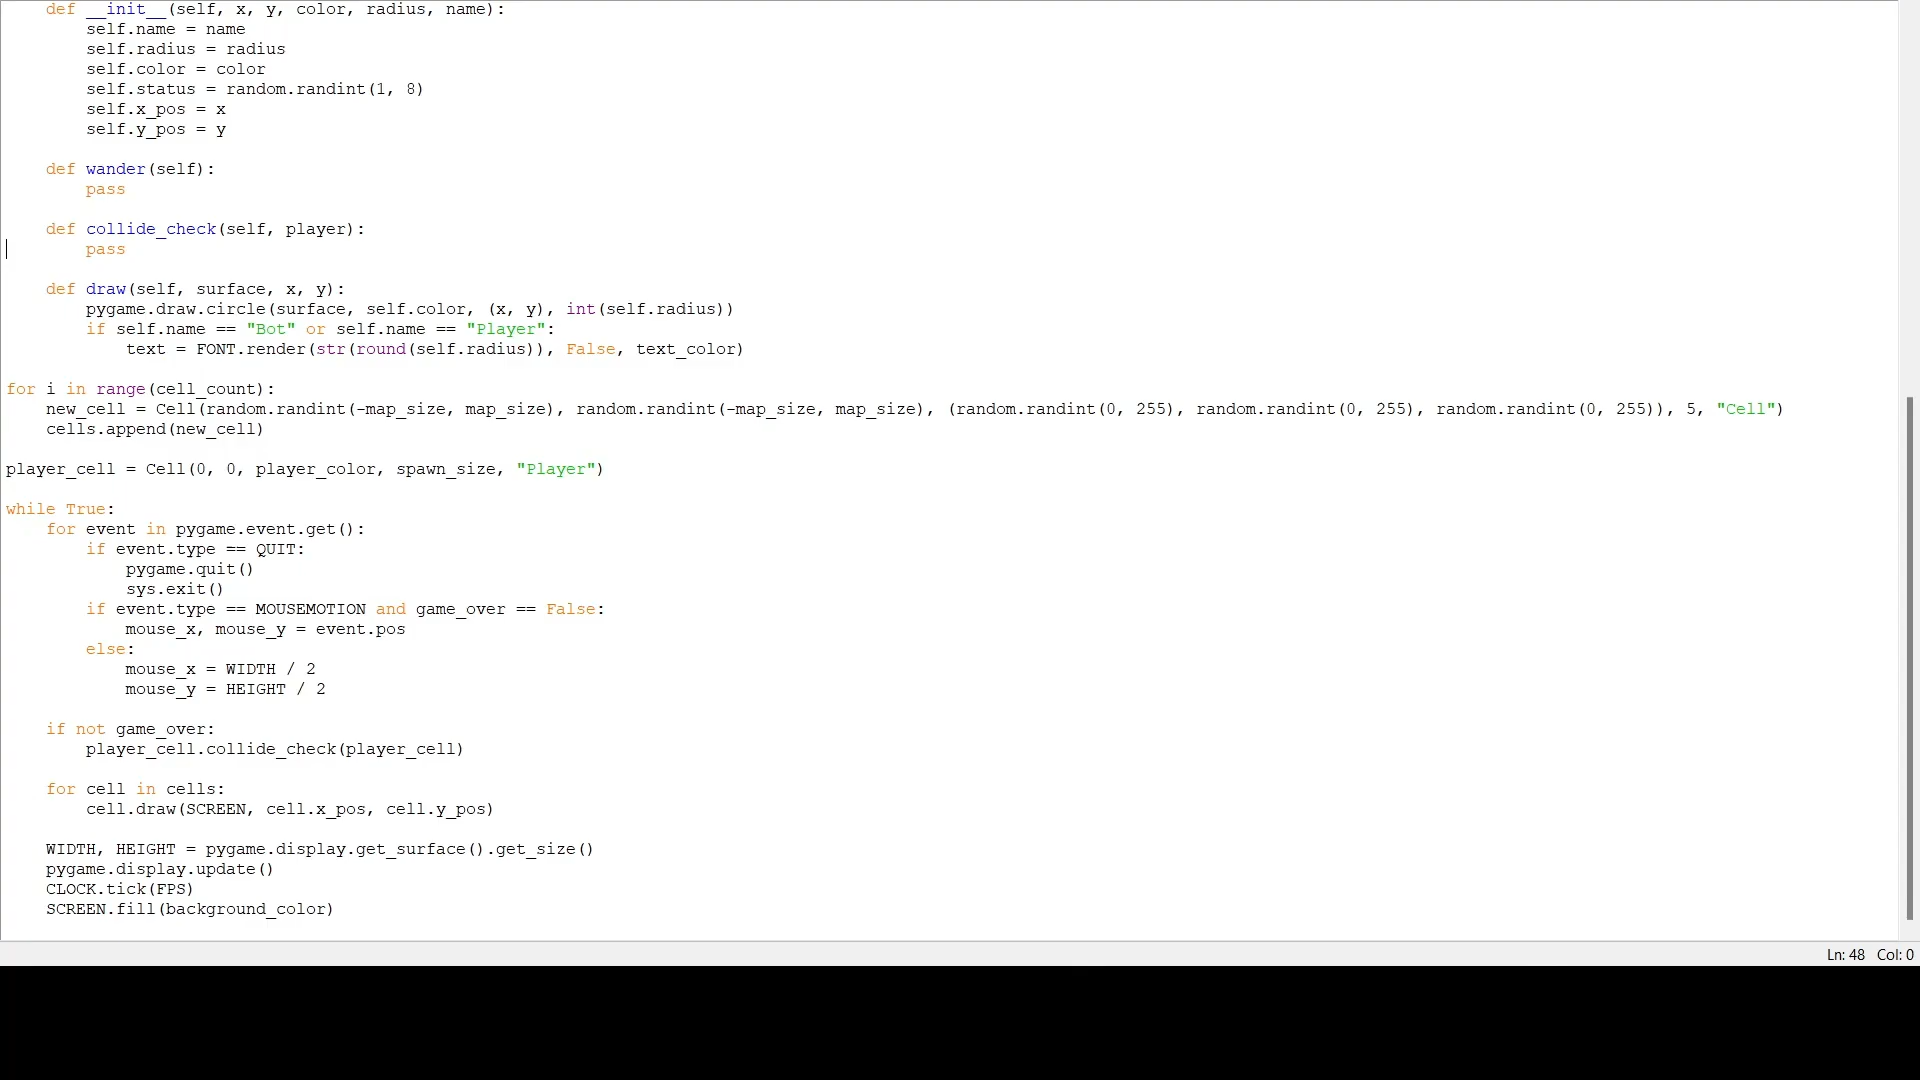 def __init__(self, x, y, color, radius, name):
        self.name = name
        self.radius = radius
        self.color = color
        self.status = random.randint(1, 8)
        self.x_pos = x
        self.y_pos = y

    def wander(self):
        pass

    def collide_check(self, player):
        pass

    def draw(self, surface, x, y):
        pygame.draw.circle(surface, self.color, (x, y), int(self.radius))
        if self.name == "Bot" or self.name == "Player":
            text = FONT.render(str(round(self.radius)), False, text_color)

for i in range(cell_count):
    new_cell = Cell(random.randint(-map_size, map_size), random.randint(-map_size, map_size), (random.randint(0, 255), random.randint(0, 255), random.randint(0, 255)), 5, "Cell")
    cells.append(new_cell)

player_cell = Cell(0, 0, player_color, spawn_size, "Player")

while True:
    for event in pygame.event.get():
        if event.type == QUIT:
            pygame.quit()
            sys.exit()
        if event.type == MOUSEMOTION and game_over == False:
            mouse_x, mouse_y = event.pos
        else:
            mouse_x = WIDTH / 2
            mouse_y = HEIGHT / 2

    if not game_over:
        player_cell.collide_check(player_cell)

    for cell in cells:
        cell.draw(SCREEN, cell.x_pos, cell.y_pos)

    WIDTH, HEIGHT = pygame.display.get_surface().get_size()
    pygame.display.update()
    CLOCK.tick(FPS)
    SCREEN.fill(background_color)
Ln: 48 Col: 0